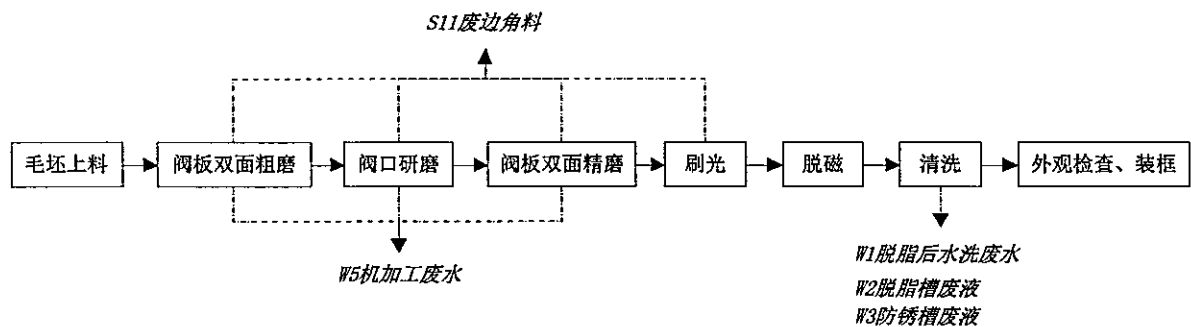 S11废边角料
毛坯上料
阀板双面粗磨
阀口研磨
阀板双面精磨
刷光
脱磁
清洗
外观检查、装框
W5机加工废水
W1脱脂后水洗废水
W2脱脂槽废液
W3防锈槽废液